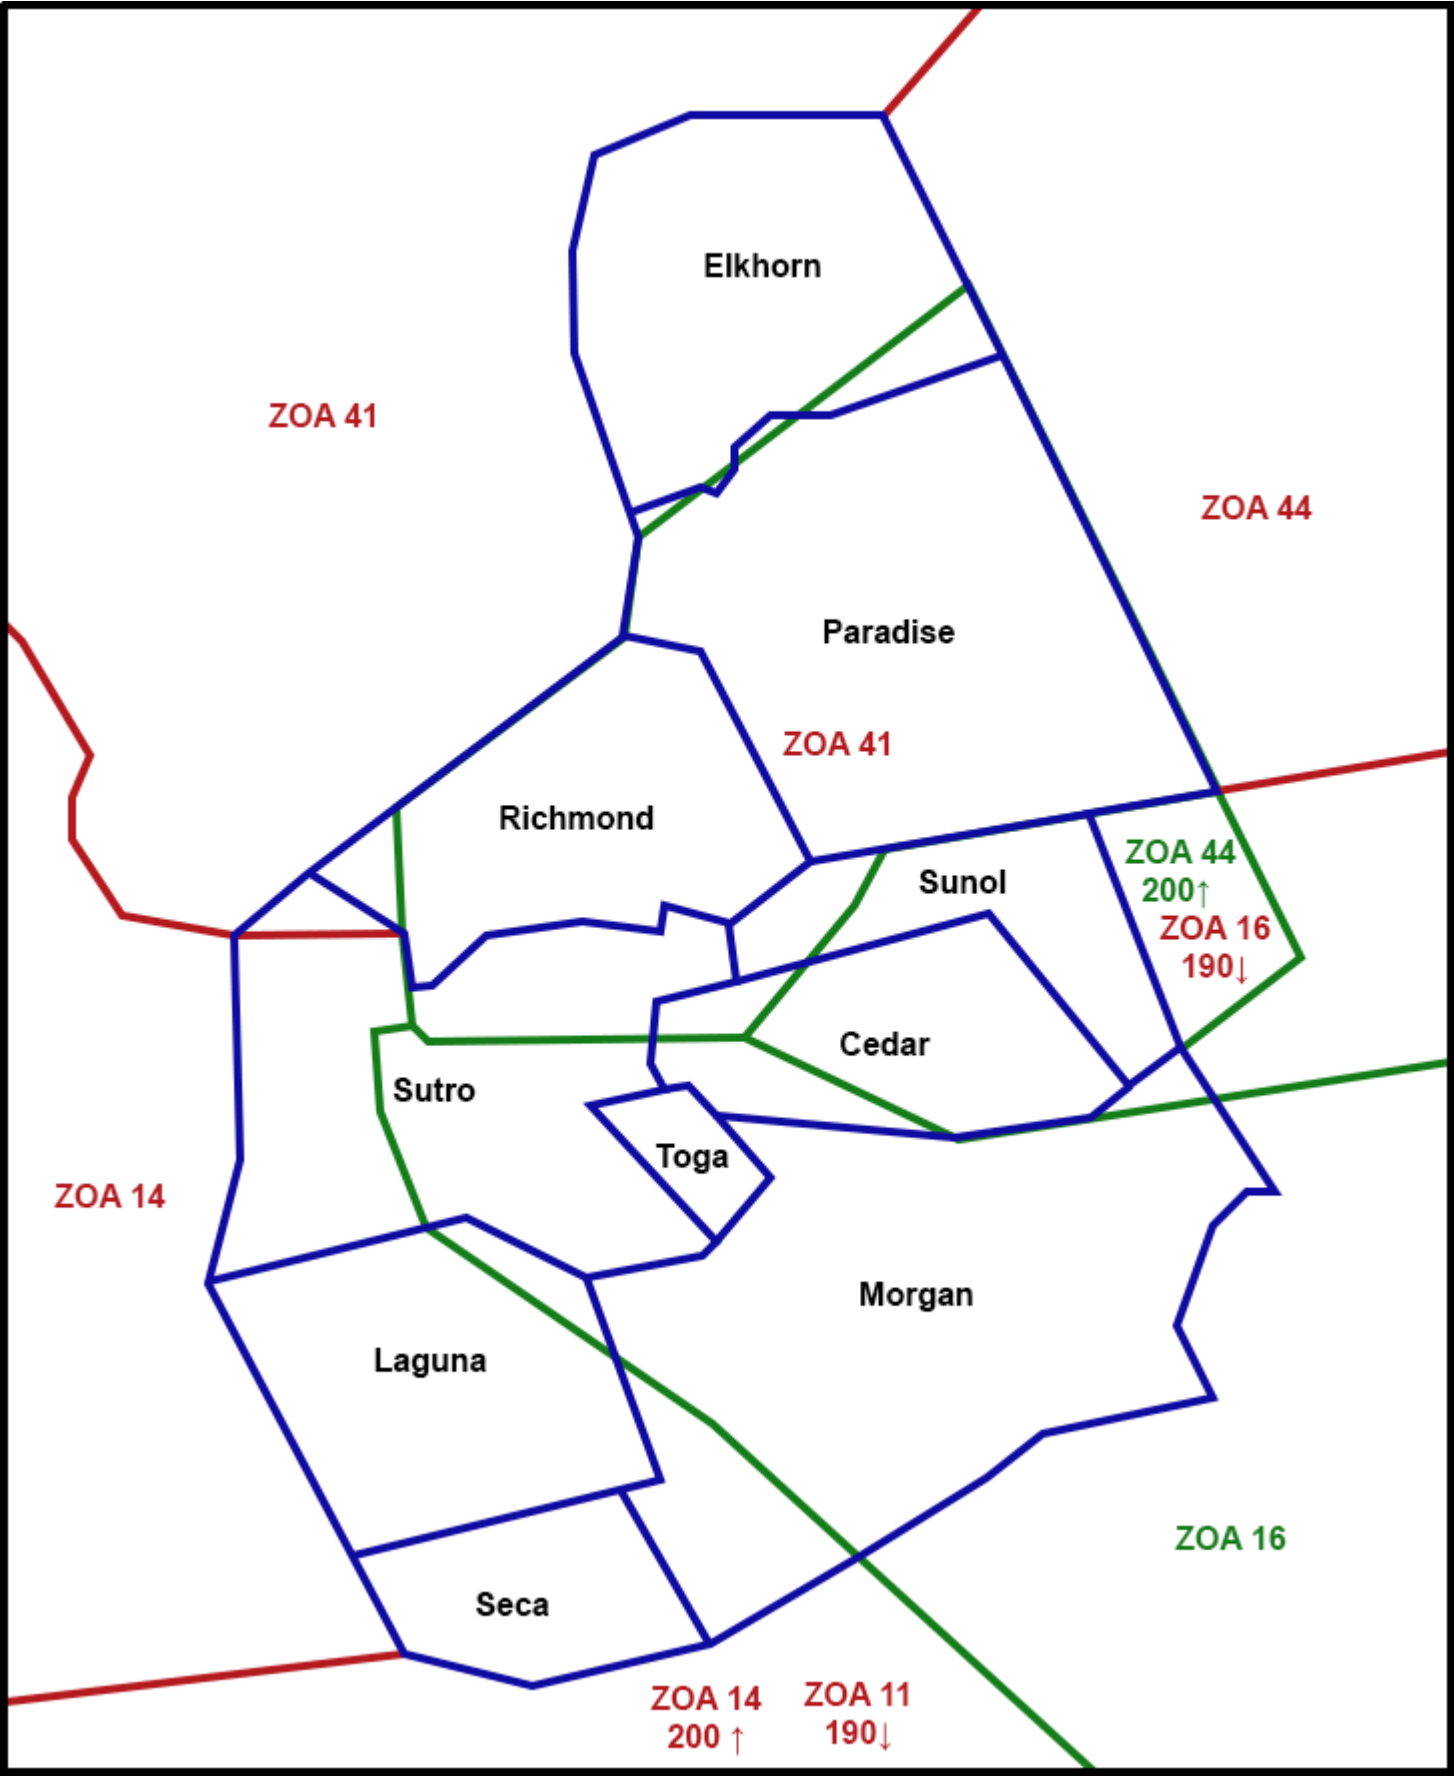 Elkhorn
ZOA 41
ZOA 44
Paradise
ZOA 41
Richmond
ZOA 44
200↑
Sunol
ZOA 16
190↓
Cedar
Sutro
Toga
ZOA 14
Morgan
Laguna
ZOA 16
Seca
ZOA 14
200 ↑
ZOA 11
190↓